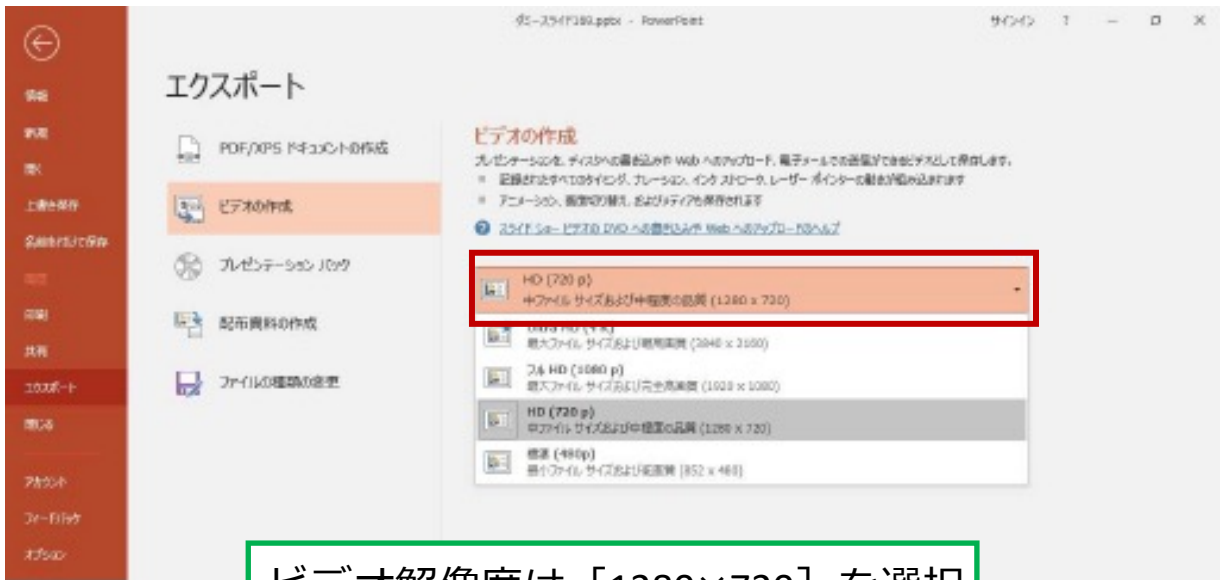 ダミースライド169.pptx - PowerPoint
サインイン ?
エクスポート
情報
新規
開く
上書き保存
名前を付けて保存
印刷
共有
エクスポート
閉じる
アカウント
フィードバック
オプション
PDF/XPS ドキュメントの作成
ビデオの作成
プレゼンテーション パック
配布資料の作成
ファイルの種類の変更
ビデオの作成
プレゼンテーションを、ディスクへの書き込みや Web へのアップロード、電子メールでの送信ができるビデオとして保存します。
記録されたすべてのタイミング、ナレーション、インク ストローク、レーザー ポインターの動きが組み込まれます
アニメーション、画面切り替え、およびメディアも保存されます
スライド ショー ビデオの DVO への書き込みや Web へのアップロードのヘルプ
HD (720 p)
中ファイル サイズおよび中程度の品質 (1280 x 720)
Ultra HD (4 K)
最大ファイル サイズおよび最高画質 (3840 x 2160)
フル HD (1080 p)
最大ファイル サイズおよび完全高画質 (1920 x 1080)
HD (720 p)
中ファイル サイズおよび中程度の品質 (1280 x 720)
標準 (480p)
最小ファイル サイズおよび低画質 (852 x 480)
ビデオ解像度は［1280×720］を選択